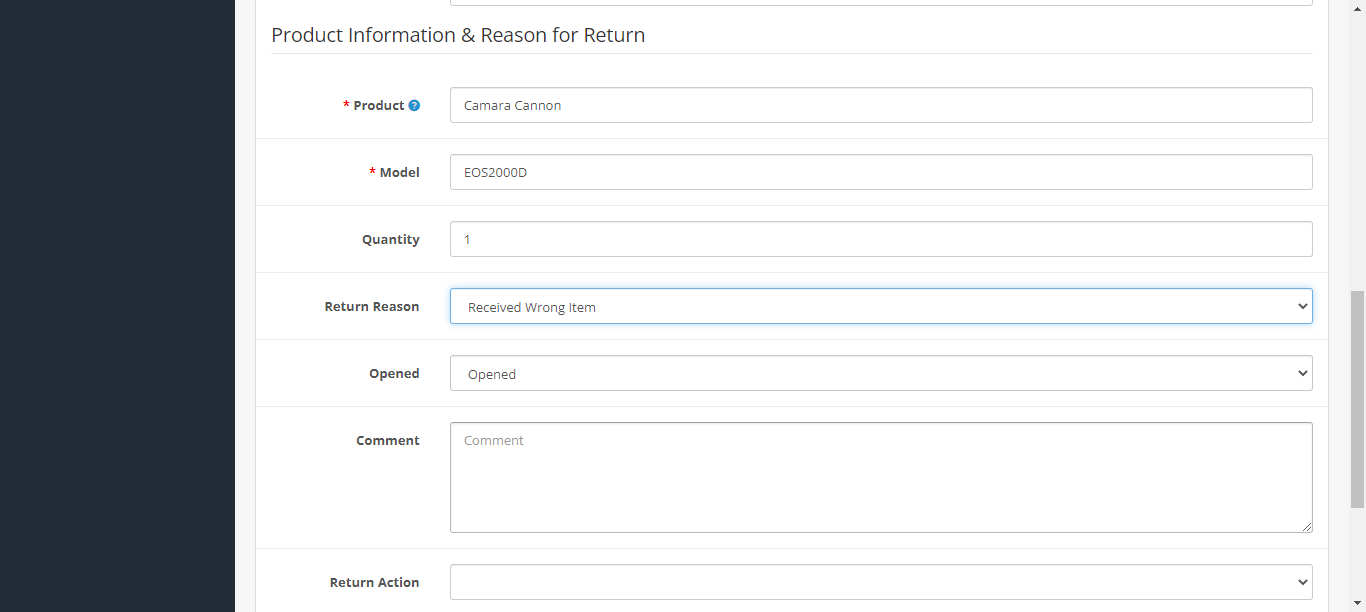 Product Information & Reason for Return
* Product ?
Camara Cannon
* Model
EOS2000D
Quantity
1
Return Reason
Received Wrong Item
Opened
Opened
Comment
Comment
Return Action